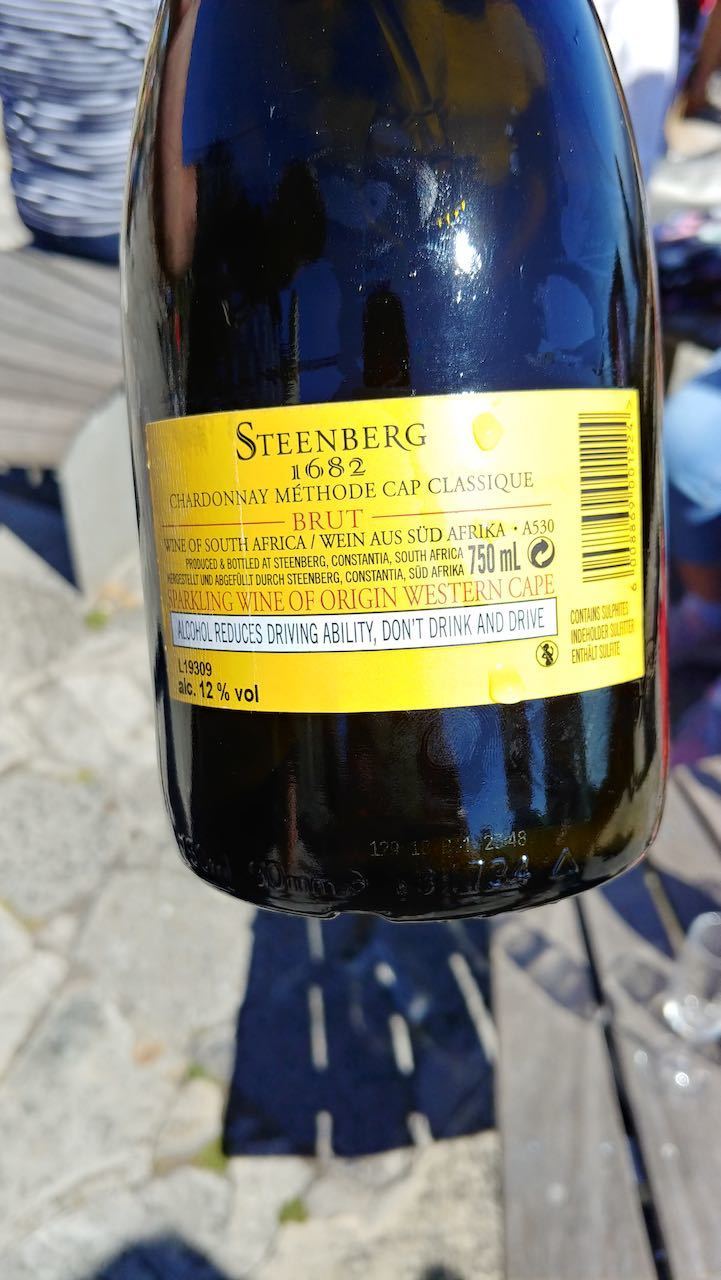 STEENBERG
1682
CHARDONNAY MÉTHODE CAP CLASSIQUE
BRUT
WINE OF SOUTH AFRICA / WEIN AUS SÜD AFRIKA · A530
PRODUCED & BOTTLED AT STEENBERG, CONSTANTIA, SOUTH AFRICA
HERGESTELLT UND ABGEFÜLLT DURCH STEENBERG, CONSTANTIA, SÜD AFRIKA
750 mL
SPARKLING WINE OF ORIGIN WESTERN CAPE
ALCOHOL REDUCES DRIVING ABILITY, DON'T DRINK AND DRIVE
CONTAINS SULPHITES
INDEHOLDER SULFITTER
ENTHÄLT SULFITE
L19309
alc. 12 % vol